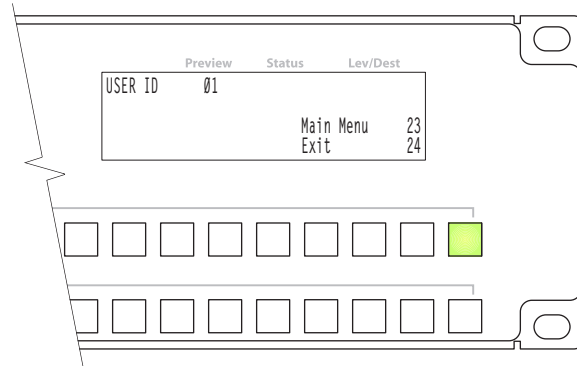 Preview Status Lev/Dest
USER ID Ø1
Main Menu 23
Exit 24